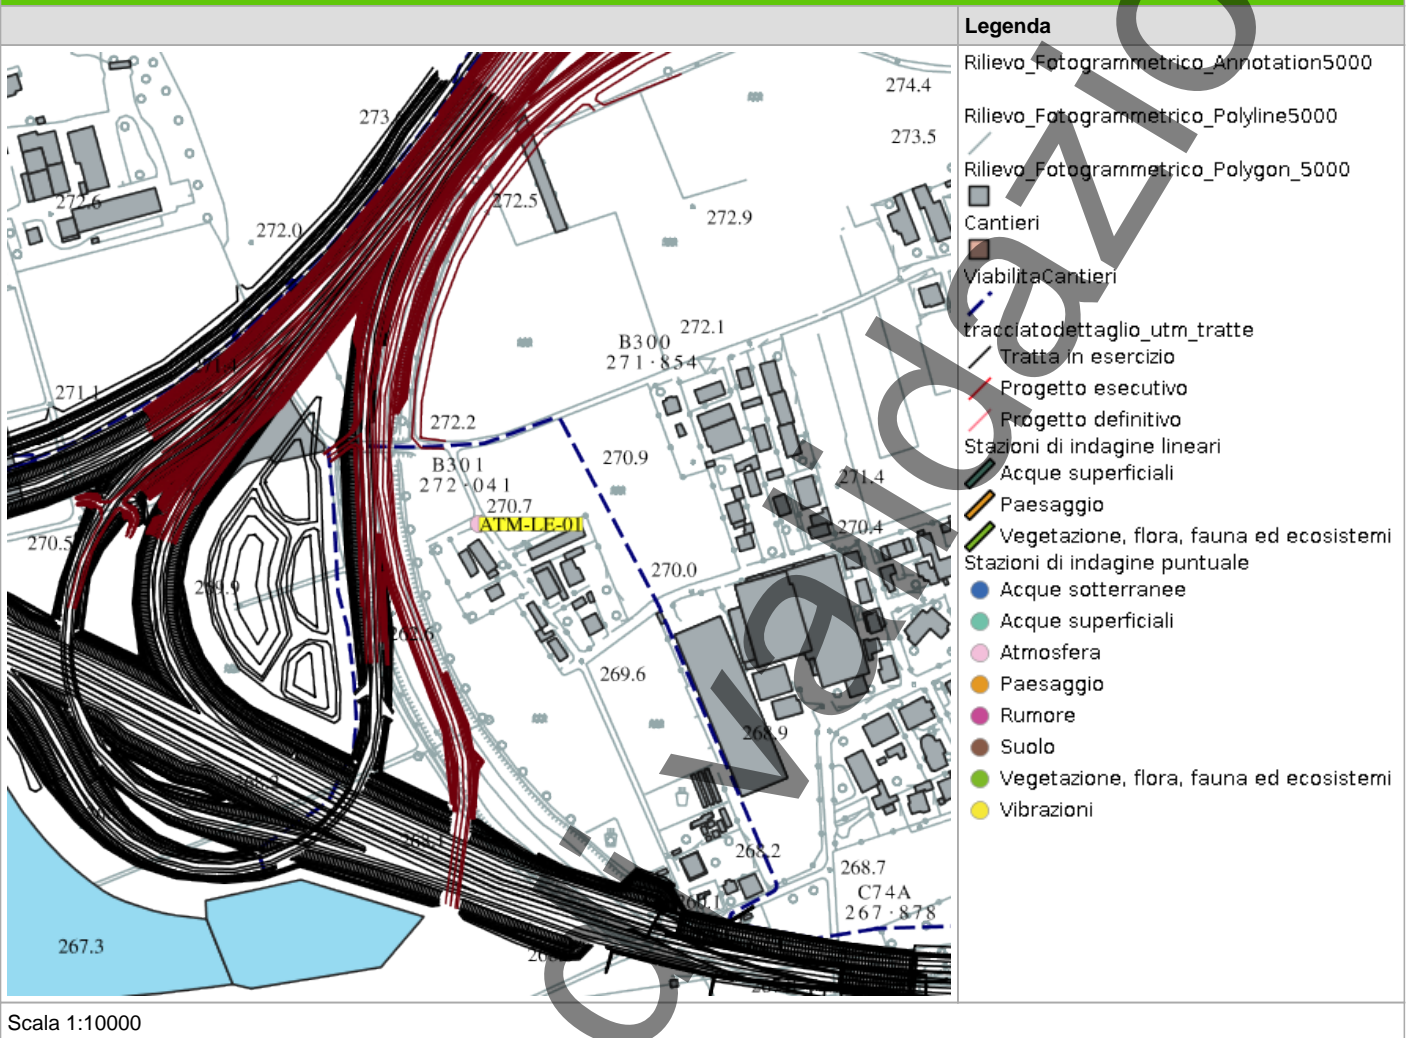 Legenda
Rilievo_Fotogrammetrico_Annotation5000
Rilievo_Fotogrammetrico_Polyline5000
Rilievo_Fotogrammetrico_Polygon_5000
Cantieri
ViabilitaCantieri
tracciatodettaglio_utm_tratte
Tratta in esercizio
Progetto esecutivo
Progetto definitivo
Stazioni di indagine lineari
Acque superficiali
Paesaggio
Vegetazione, flora, fauna ed ecosistemi
Stazioni di indagine puntuale
Acque sotterranee
Acque superficiali
Atmosfera
Paesaggio
Rumore
Suolo
Vegetazione, flora, fauna ed ecosistemi
Vibrazioni
274.4
273
273.5
272.6
272.5
272.9
272.0
272.1
B300
271·854
271.1
272.2
270.9
B301
272·041
271.4
270.7
ATM-LE-01
270.4
270.5
270.0
269.9
262.6
269.6
268.9
268.2
268.7
C74A
267·878
267.3
Scala 1:10000